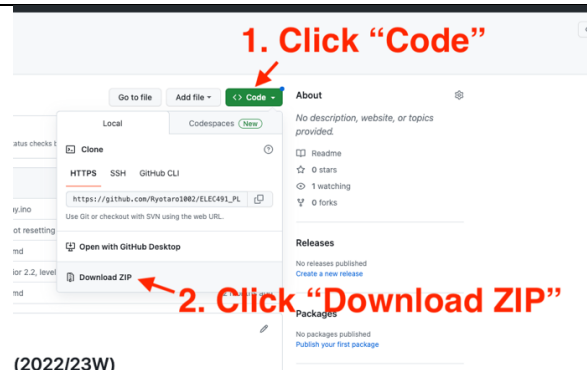 1. Click “Code”
Go to file
Add file
<> Code
About
No description, website, or topics
provided.
Local
Codespaces
New
atus checks
Clone
Readme
0 stars
HTTPS
SSH
GitHub CLI
1 watching
https://github.com/Ryotaro1002/ELEC491_PL
0 forks
y.ino
Use Git or checkout with SVN using the web URL.
ot resetting
Open with GitHub Desktop
Releases
md
No releases published
ior 2.2, level
Download ZIP
Create a new release
md
2. Click “Download ZIP”
Packages
No packages published
Publish your first package
(2022/23W)